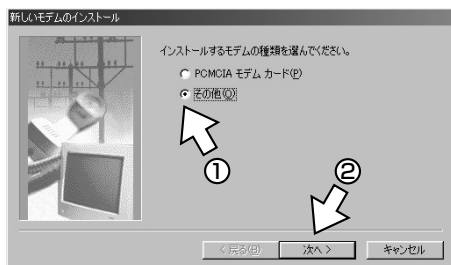 新しいモデムのインストール
インストールするモデムの種類を選んでください。
PCMCIA モデム カード(P)
その他(O)
①
②
< 戻る(B)
次へ >
キャンセル